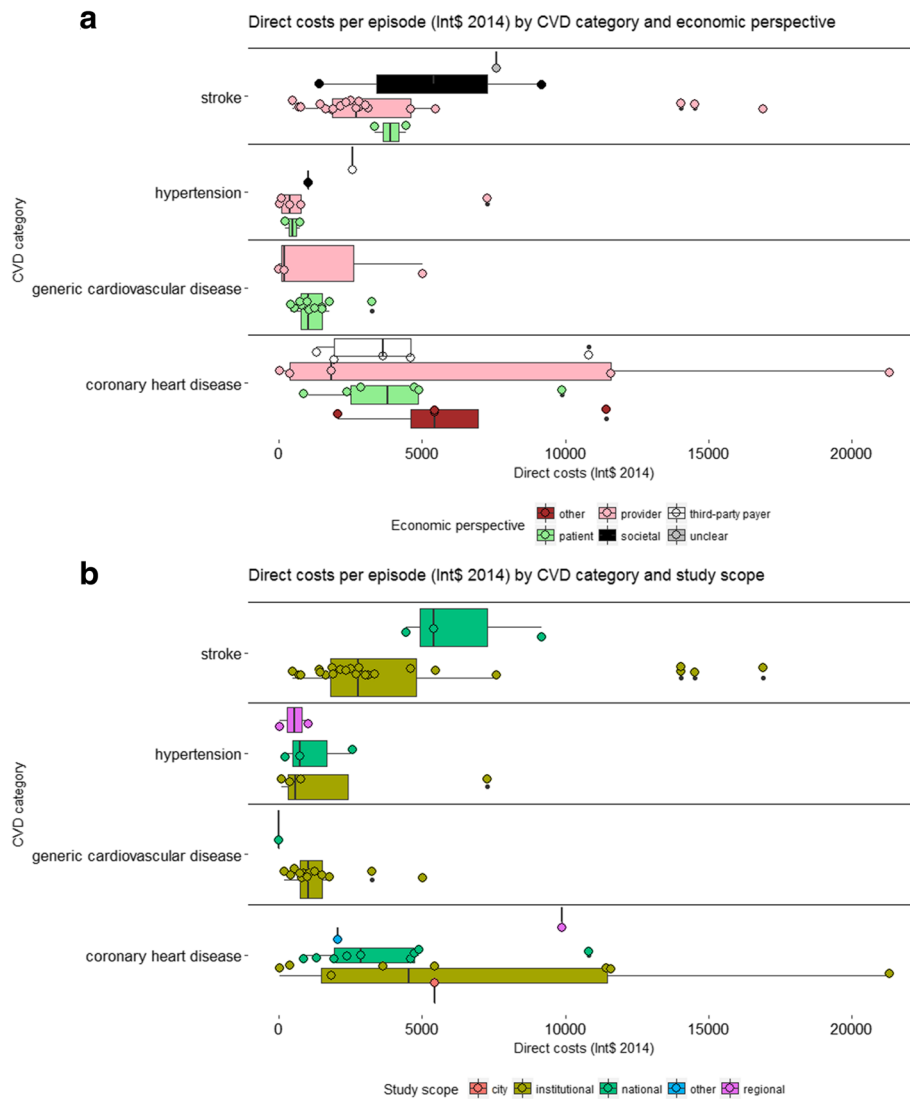 a
Direct costs per episode (Int$ 2014) by CVD category and economic perspective
CVD category
stroke
hypertension
generic cardiovascular disease
coronary heart disease
0 5000 10000 15000 20000
Direct costs (Int$ 2014)
Economic perspective
other provider third-party payer
patient societal unclear
b
Direct costs per episode (Int$ 2014) by CVD category and study scope
CVD category
stroke
hypertension
generic cardiovascular disease
coronary heart disease
0 5000 10000 15000 20000
Direct costs (Int$ 2014)
Study scope city institutional national other regional